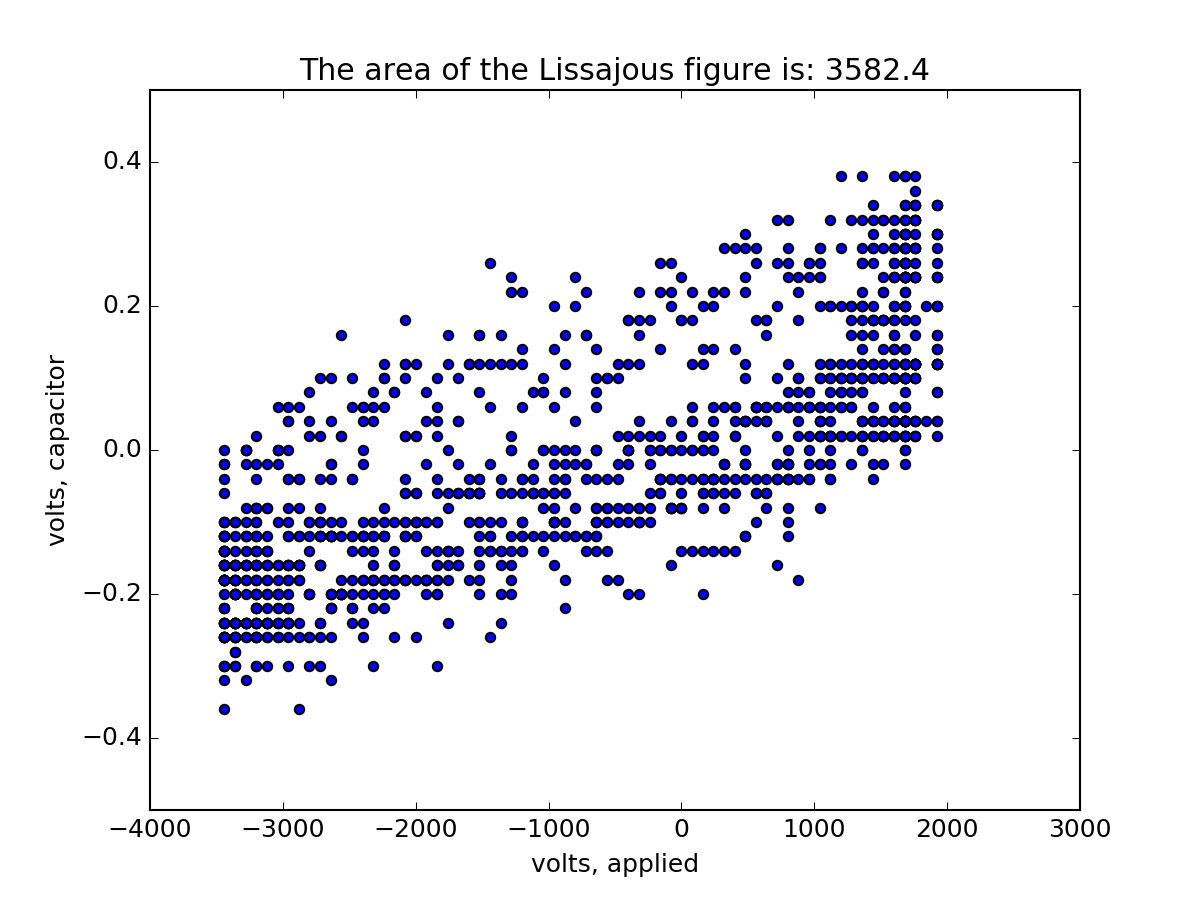 The area of the Lissajous figure is: 3582.4
0.4
0.2
0.0
−0.2
−0.4
volts, capacitor
−4000 −3000 −2000 −1000 0 1000 2000 3000
volts, applied